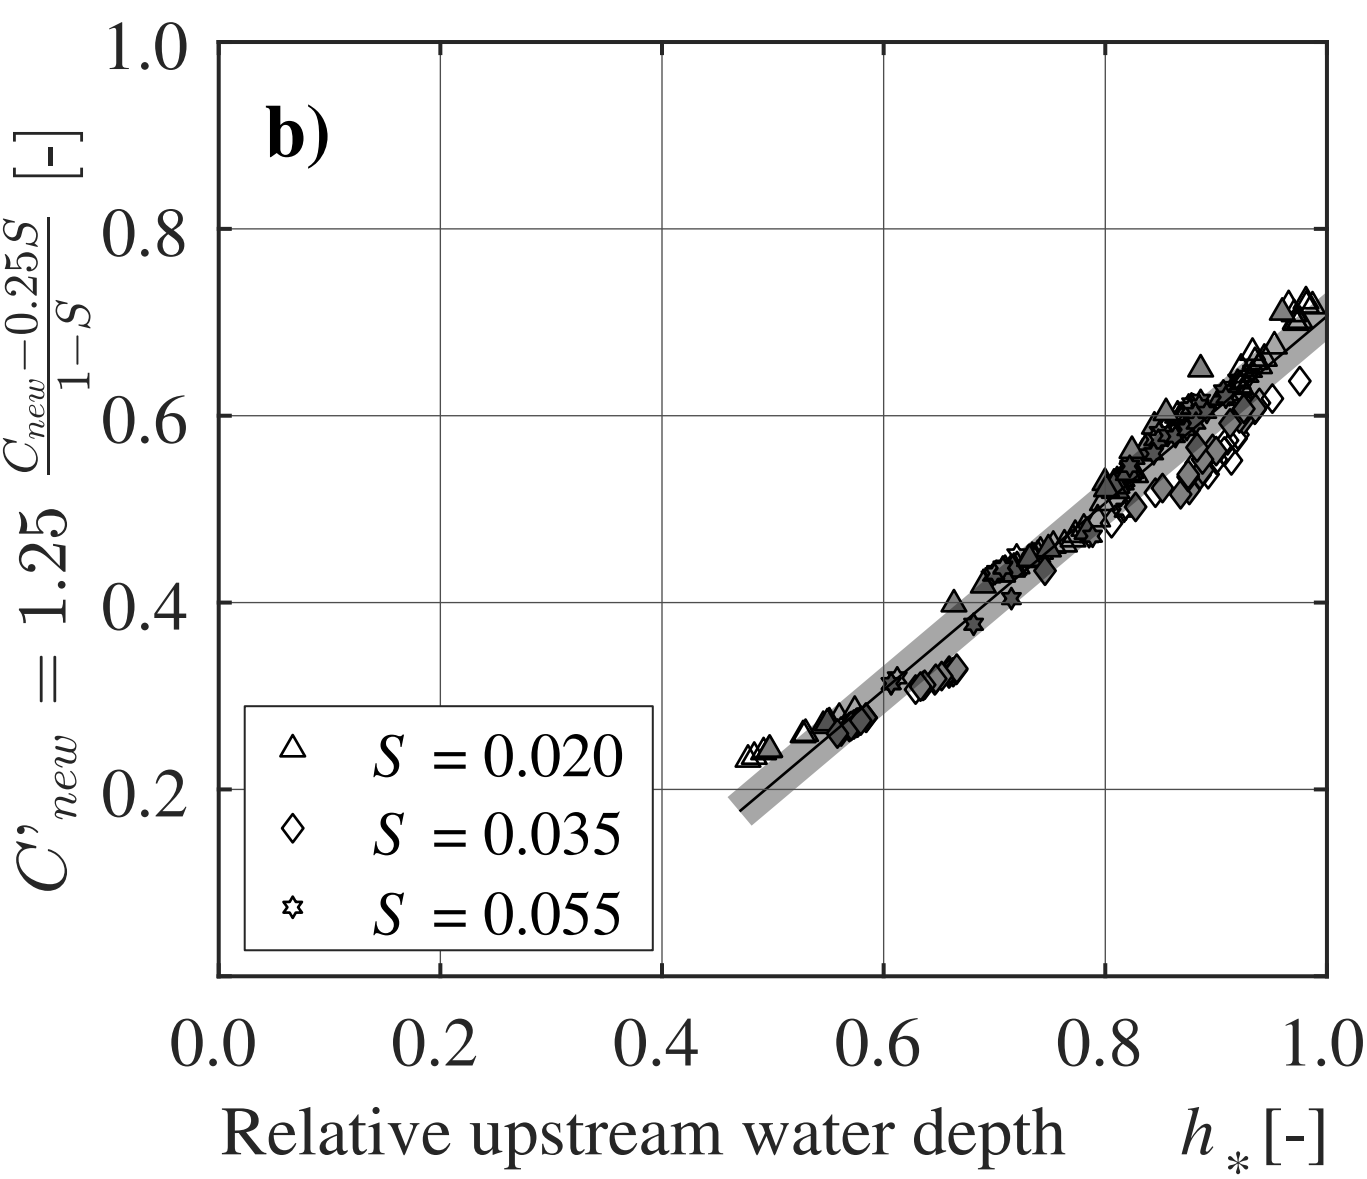 C'new = 1.25 (Cnew−0.25S)/(1−S) [-]
1.0
0.8
0.6
0.4
0.2
b)
S = 0.020
S = 0.035
S = 0.055
0.0 0.2 0.4 0.6 0.8 1.0
Relative upstream water depth h* [-]